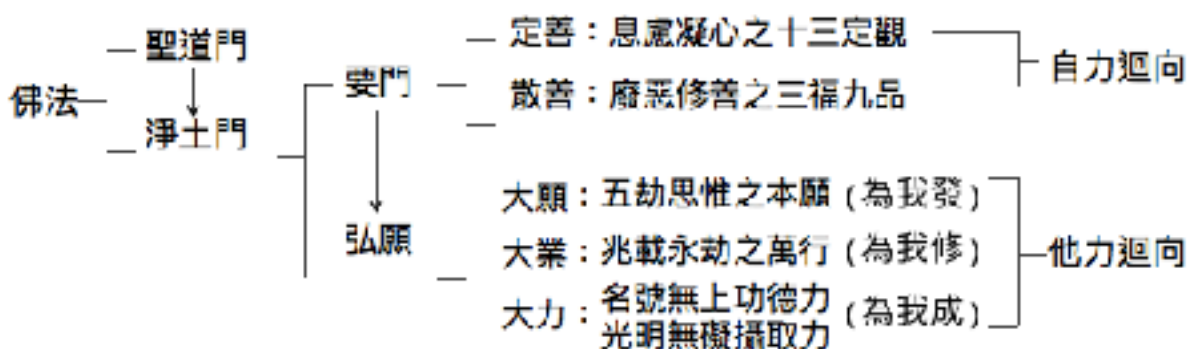 佛法
聖道門
淨土門
要門
弘願
定善：息慮凝心之十三定觀
散善：廢惡修善之三福九品
自力迴向
大願：五劫思惟之本願（為我發）
大業：兆載永劫之萬行（為我修）
大力：名號無上功德力
光明無礙攝取力（為我成）
他力迴向